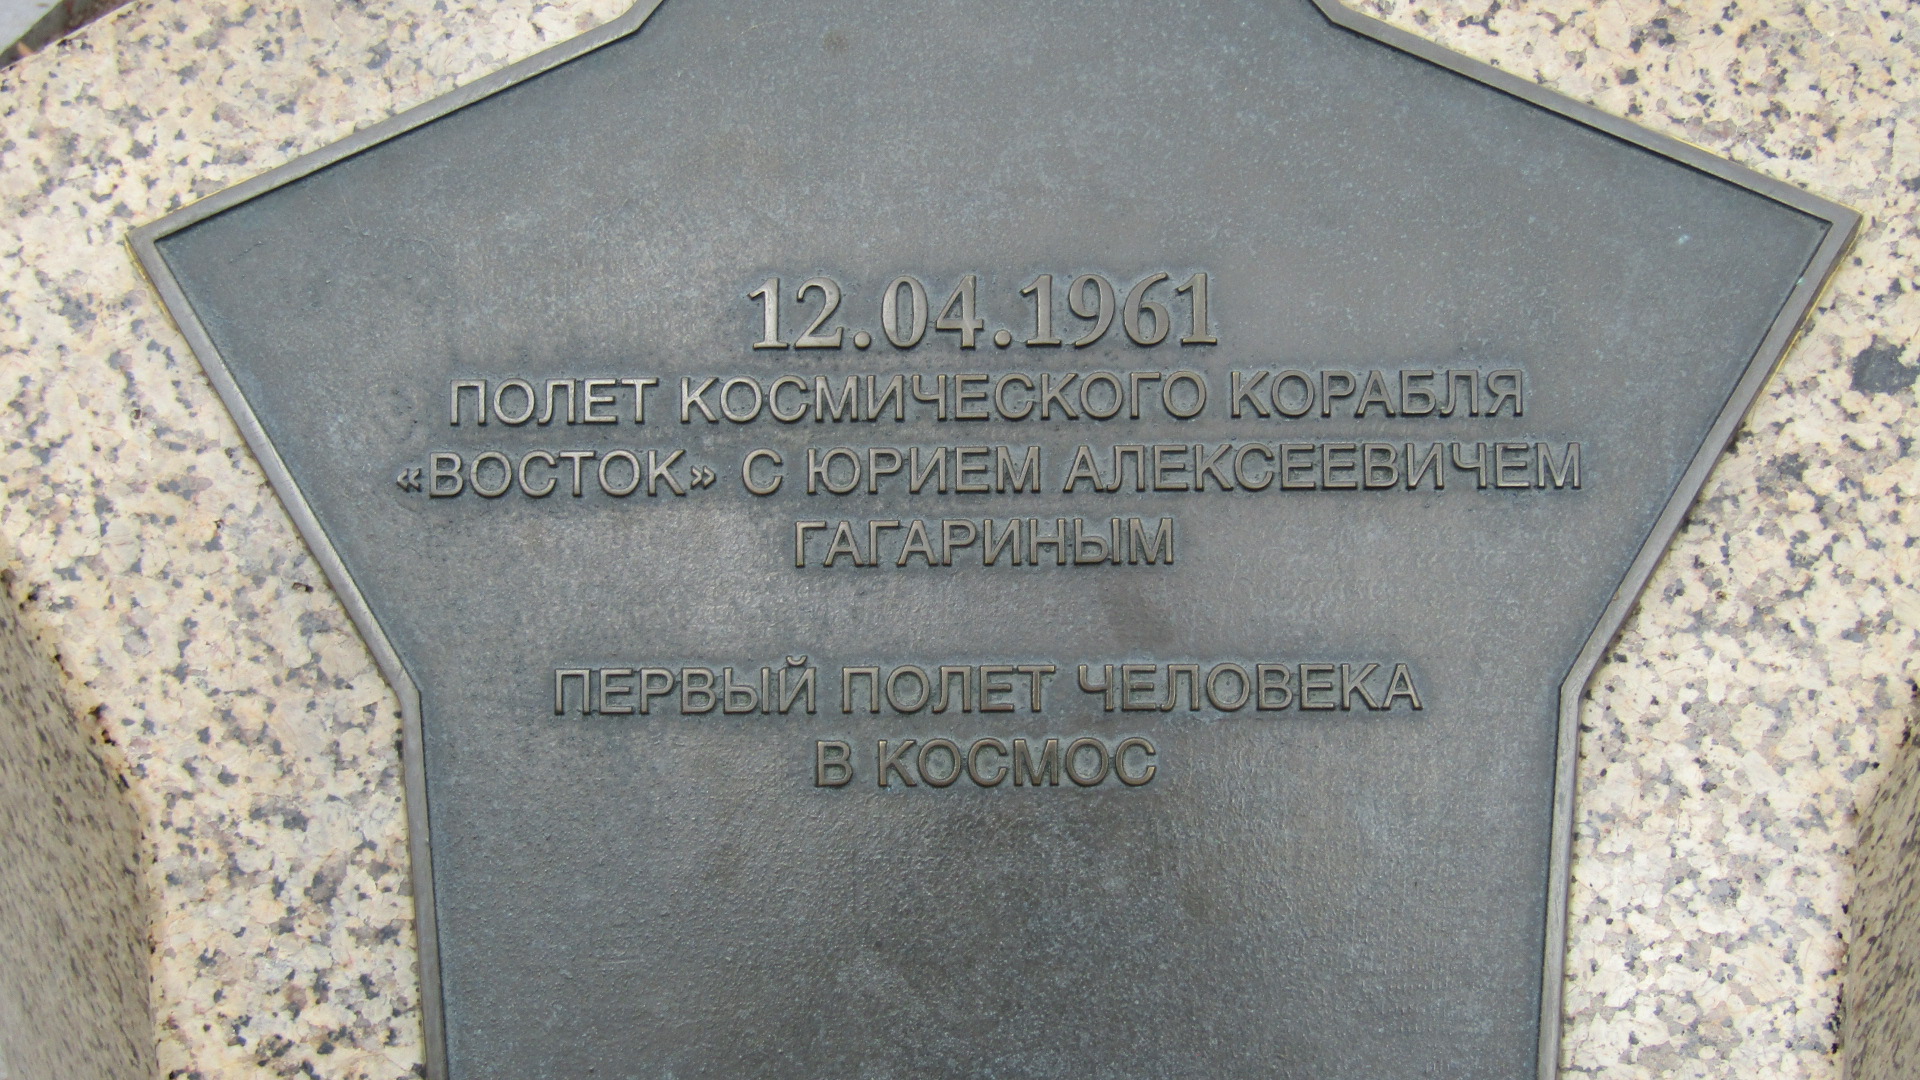 12.04.1961
ПОЛЕТ КОСМИЧЕСКОГО КОРАБЛЯ
«ВОСТОК» С ЮРИЕМ АЛЕКСЕЕВИЧЕМ
ГАГАРИНЫМ
ПЕРВЫЙ ПОЛЕТ ЧЕЛОВЕКА
В КОСМОС